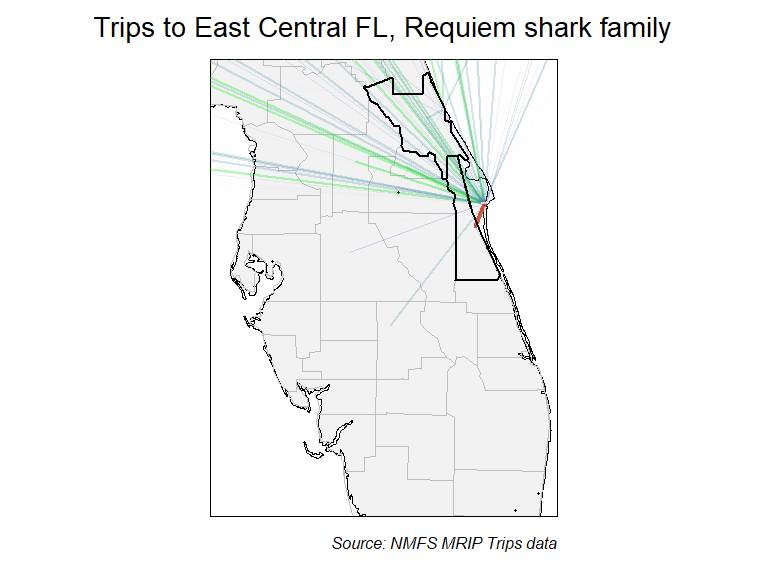 Trips to East Central FL, Requiem shark family
Source: NMFS MRIP Trips data